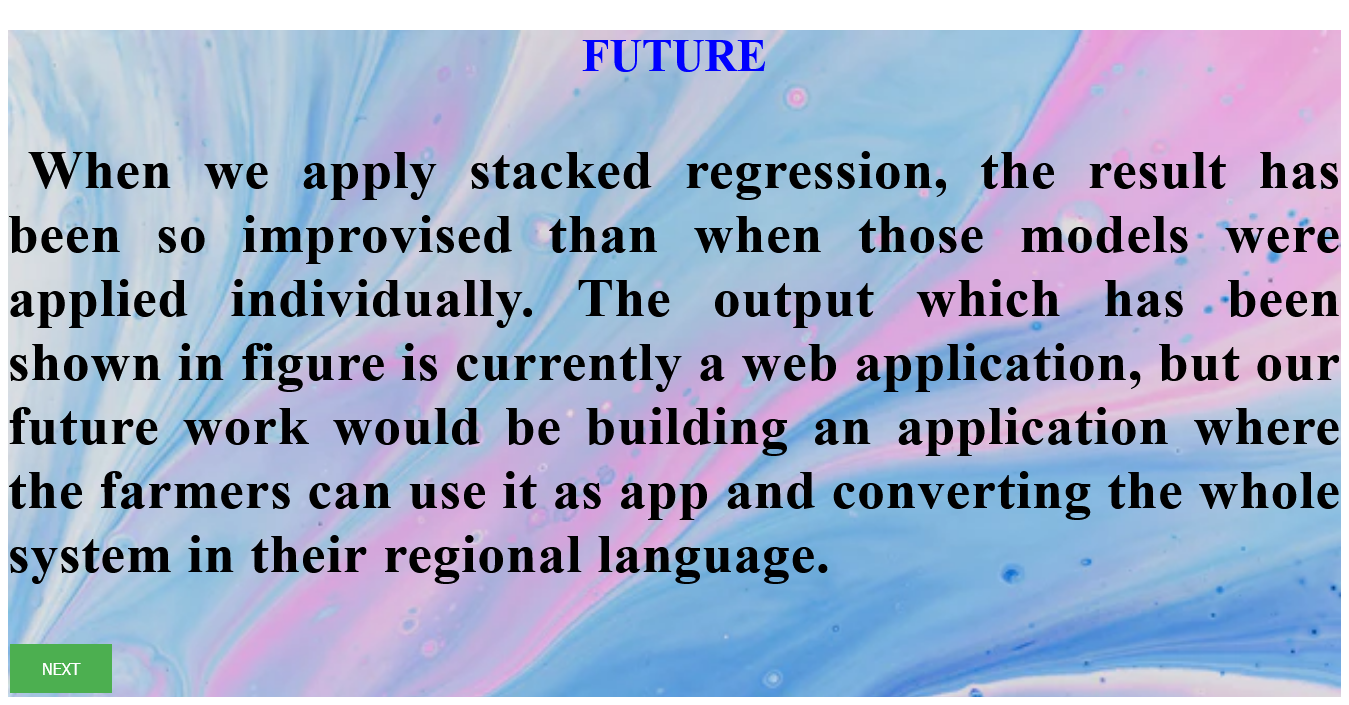 FUTURE
When we apply stacked regression, the result has
been so improvised than when those models were
applied individually. The output which has been
shown in figure is currently a web application, but our
future work would be building an application where
the farmers can use it as app and converting the whole
system in their regional language.
NEXT